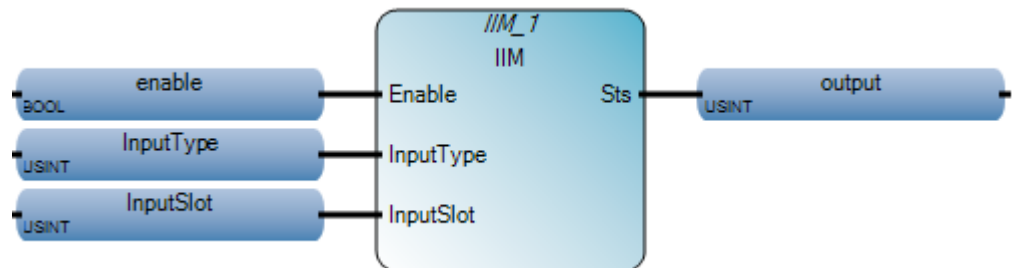 IIM_1
IIM
enable
BOOL
Enable
Sts
output
USINT
InputType
USINT
InputType
InputSlot
USINT
InputSlot